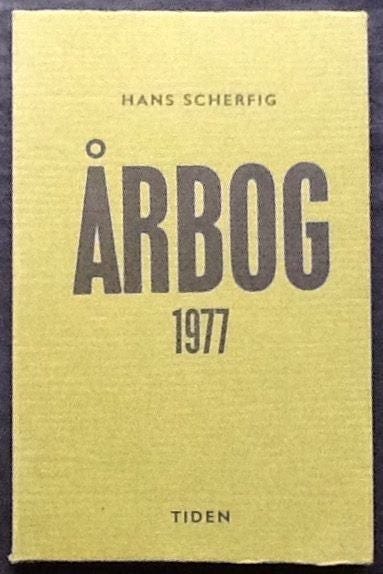 HANS SCHERFIG
ÅRBOG
1977
TIDEN